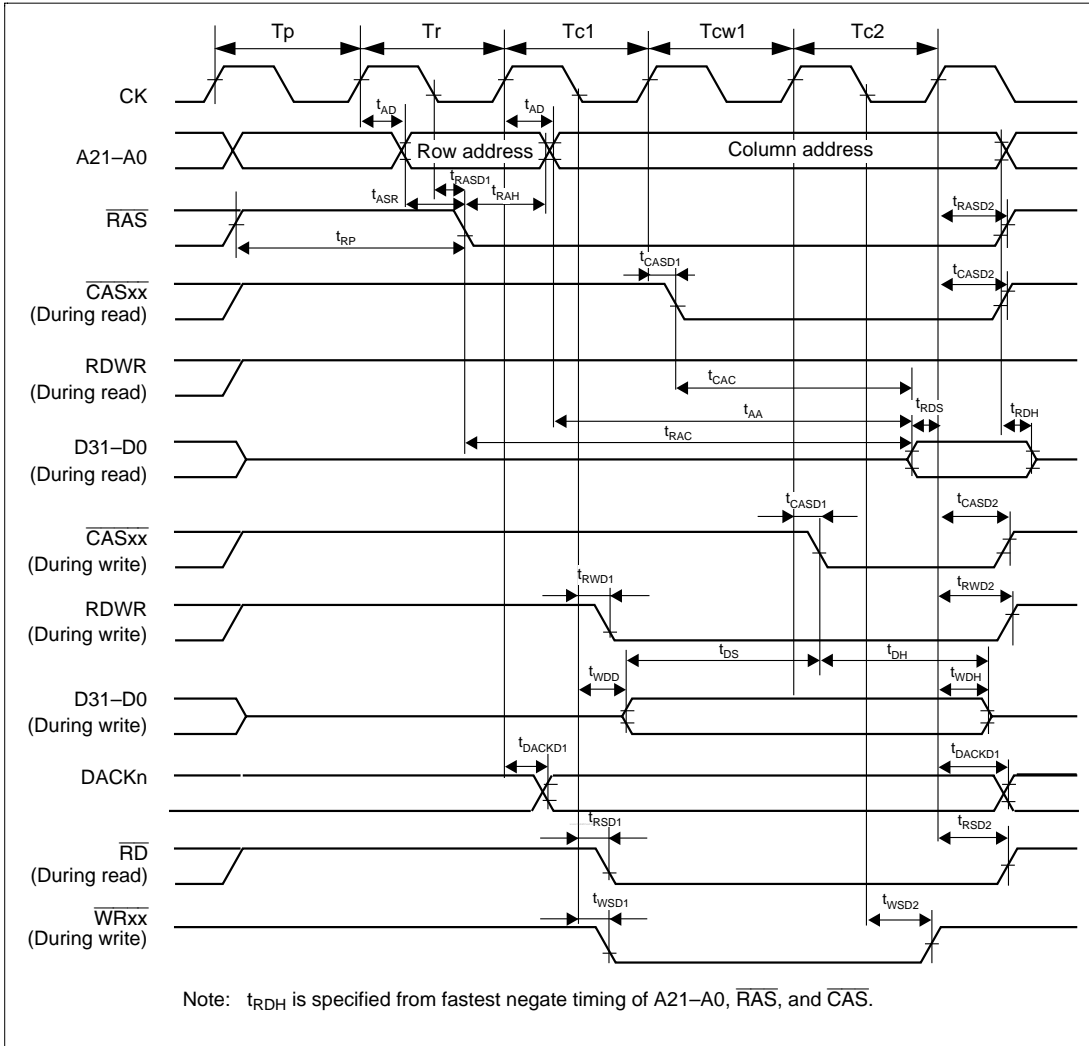 Tp Tr Tc1 Tcw1 Tc2
CK
tAD tAD
A21–A0 Row address Column address
tRASD1
tASR tRAH
RAS tRASD2
tRP
tCASD1 tCASD2
CASxx
(During read)
RDWR
(During read)
tCAC
tRDS
tAA tRDH
tRAC
D31–D0
(During read)
tCASD1 tCASD2
CASxx
(During write)
tRWD1 tRWD2
RDWR
(During write)
tDS tDH
tWDD tWDH
D31–D0
(During write)
tDACKD1 tDACKD1
DACKn
tRSD1 tRSD2
RD
(During read)
tWSD1 tWSD2
WRxx
(During write)
Note: tRDH is specified from fastest negate timing of A21–A0, RAS, and CAS.